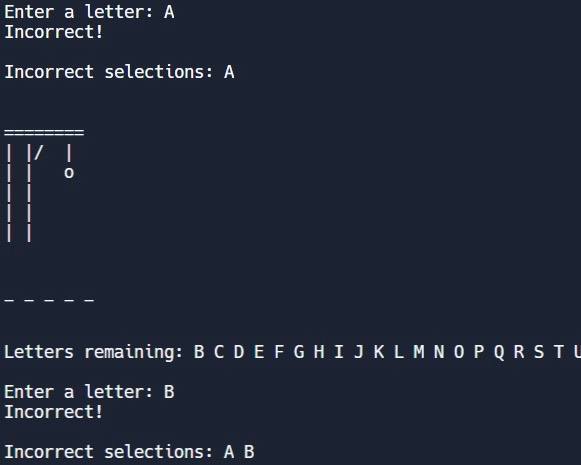 Enter a letter: A
Incorrect!
Incorrect selections: A
========
| |/  |
| |   o
| |
| |
| |
_ _ _ _ _
Letters remaining: B C D E F G H I J K L M N O P Q R S T U
Enter a letter: B
Incorrect!
Incorrect selections: A B